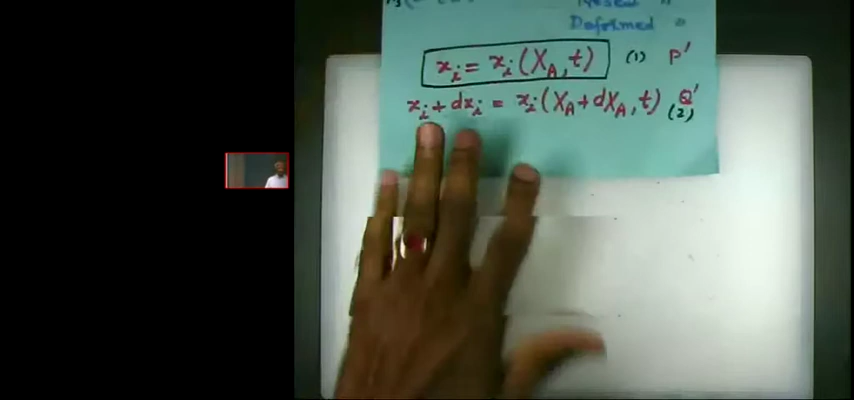 Deformed "
xᵢ = xᵢ (X_A, t) (1) P'
xᵢ + dxᵢ = xᵢ (X_A + dX_A, t) Q'
(2)